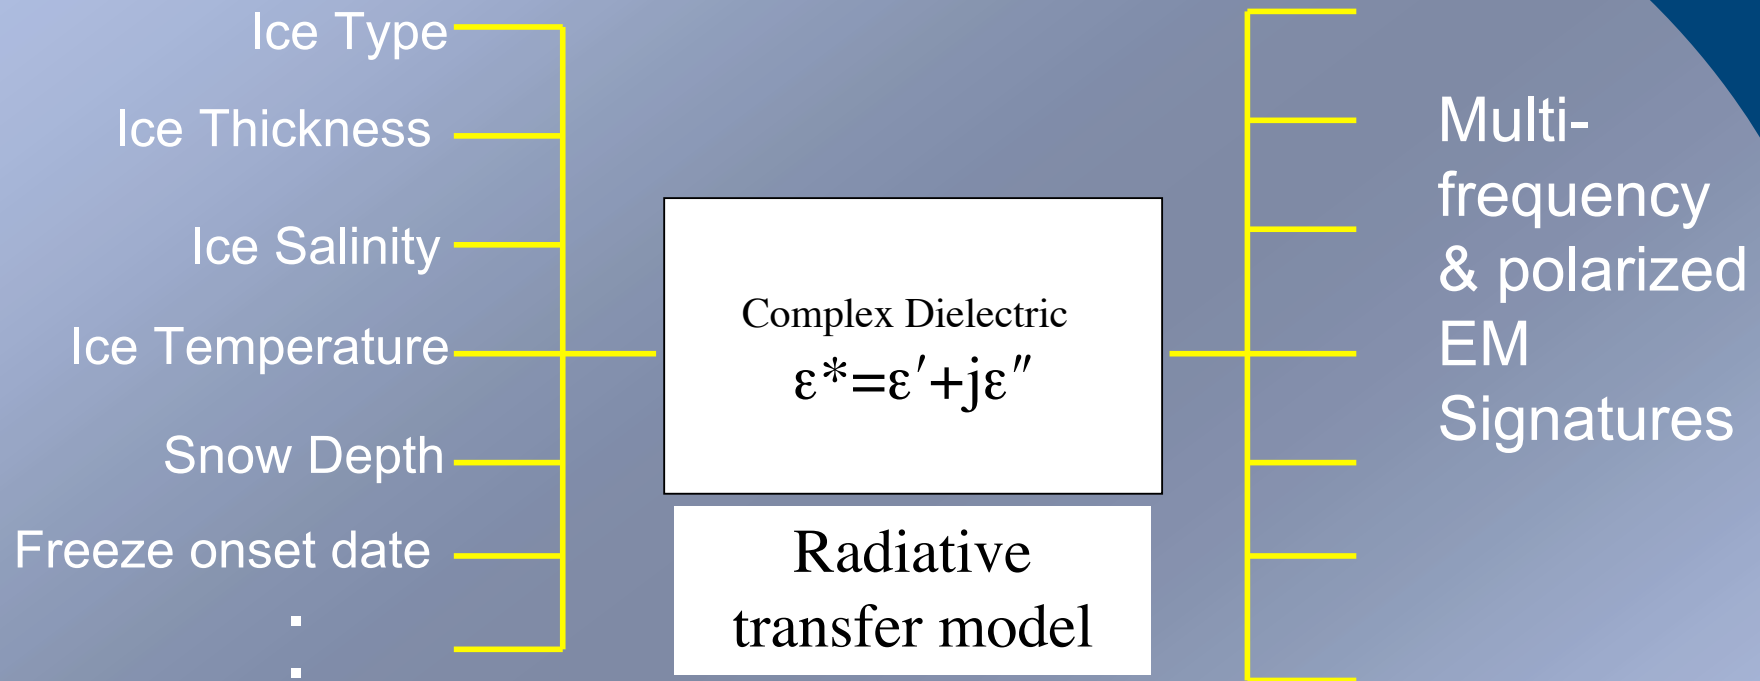 Ice Type
Ice Thickness
Ice Salinity
Ice Temperature
Snow Depth
Freeze onset date
.
.
Complex Dielectric
ε*=ε′+jε″
Radiative
transfer model
Multi-
frequency
& polarized
EM
Signatures